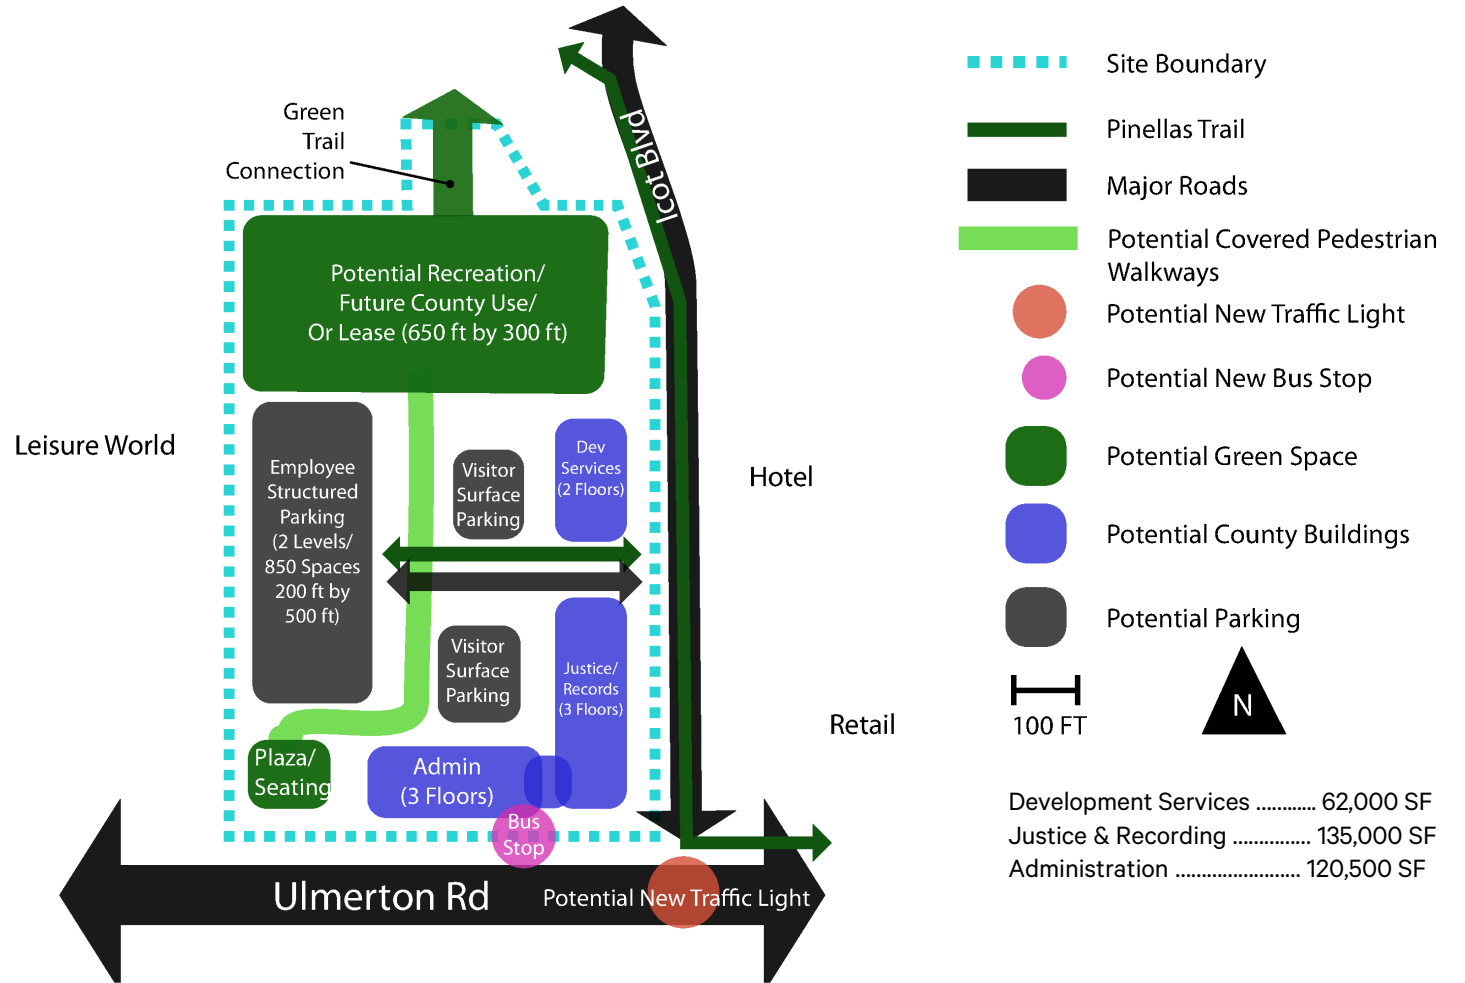 Green
Trail
Connection
Icot Blvd
Potential Recreation/
Future County Use/
Or Lease (650 ft by 300 ft)
Leisure World
Employee
Structured
Parking
(2 Levels/
850 Spaces
200 ft by
500 ft)
Visitor
Surface
Parking
Dev
Services
(2 Floors)
Hotel
Visitor
Surface
Parking
Justice/
Records
(3 Floors)
Retail
Plaza/
Seating
Admin
(3 Floors)
Bus
Stop
Ulmerton Rd
Potential New Traffic Light
Site Boundary
Pinellas Trail
Major Roads
Potential Covered Pedestrian
Walkways
Potential New Traffic Light
Potential New Bus Stop
Potential Green Space
Potential County Buildings
Potential Parking
100 FT
N
Development Services ............ 62,000 SF
Justice & Recording ............... 135,000 SF
Administration ........................ 120,500 SF